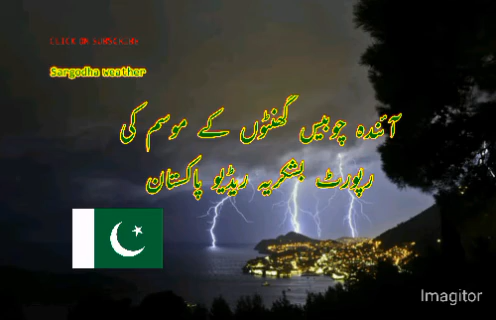 CLICK ON SUBSCRIBE
Sargodha weather
آئندہ چوبیس گھنٹوں کے موسم کی
رپورٹ بشکریہ ریڈیو پاکستان
Imagitor